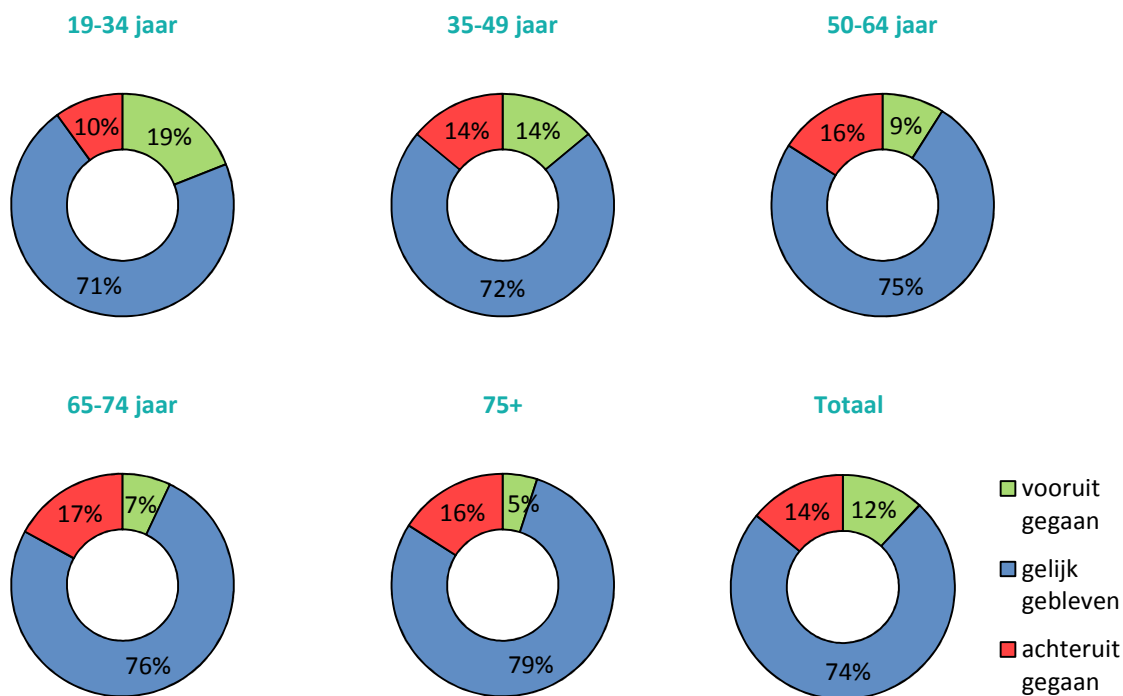 19-34 jaar
35-49 jaar
50-64 jaar
10%
19%
71%
14%
14%
72%
16%
9%
75%
65-74 jaar
75+
Totaal
17%
7%
76%
16%
5%
79%
14%
12%
74%
vooruit
gegaan
gelijk
gebleven
achteruit
gegaan